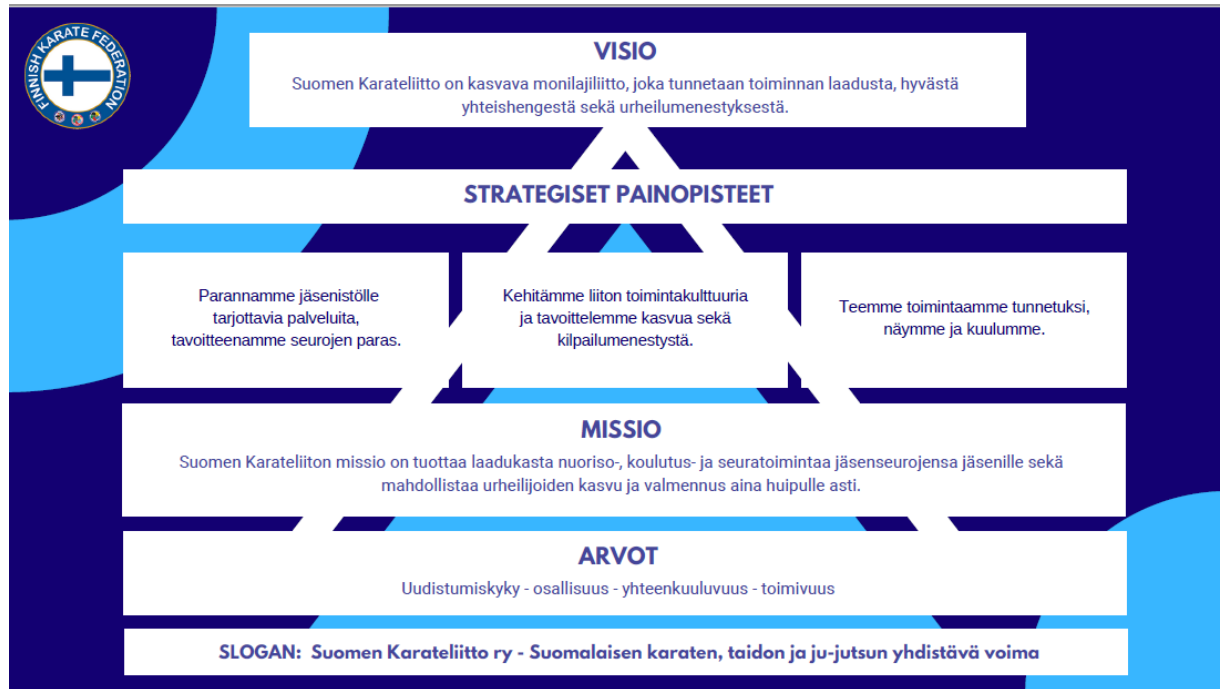 FINNISH KARATE FEDERATION
VISIO
Suomen Karateliitto on kasvava monilajiliitto, joka tunnetaan toiminnan laadusta, hyvästä
yhteishengestä sekä urheilumenestyksestä.
STRATEGISET PAINOPISTEET
Parannamme jäsenistölle
tarjottavia palveluita,
tavoitteenamme seurojen paras.
Kehitämme liiton toimintakulttuuria
ja tavoittelemme kasvua sekä
kilpailumenestystä.
Teemme toimintaamme tunnetuksi,
näymme ja kuulumme.
MISSIO
Suomen Karateliiton missio on tuottaa laadukasta nuoriso-, koulutus- ja seuratoimintaa jäsenseurojensa jäsenille sekä
mahdollistaa urheilijoiden kasvu ja valmennus aina huipulle asti.
ARVOT
Uudistumiskyky - osallisuus - yhteenkuuluvuus - toimivuus
SLOGAN: Suomen Karateliitto ry - Suomalaisen karaten, taidon ja ju-jutsun yhdistävä voima